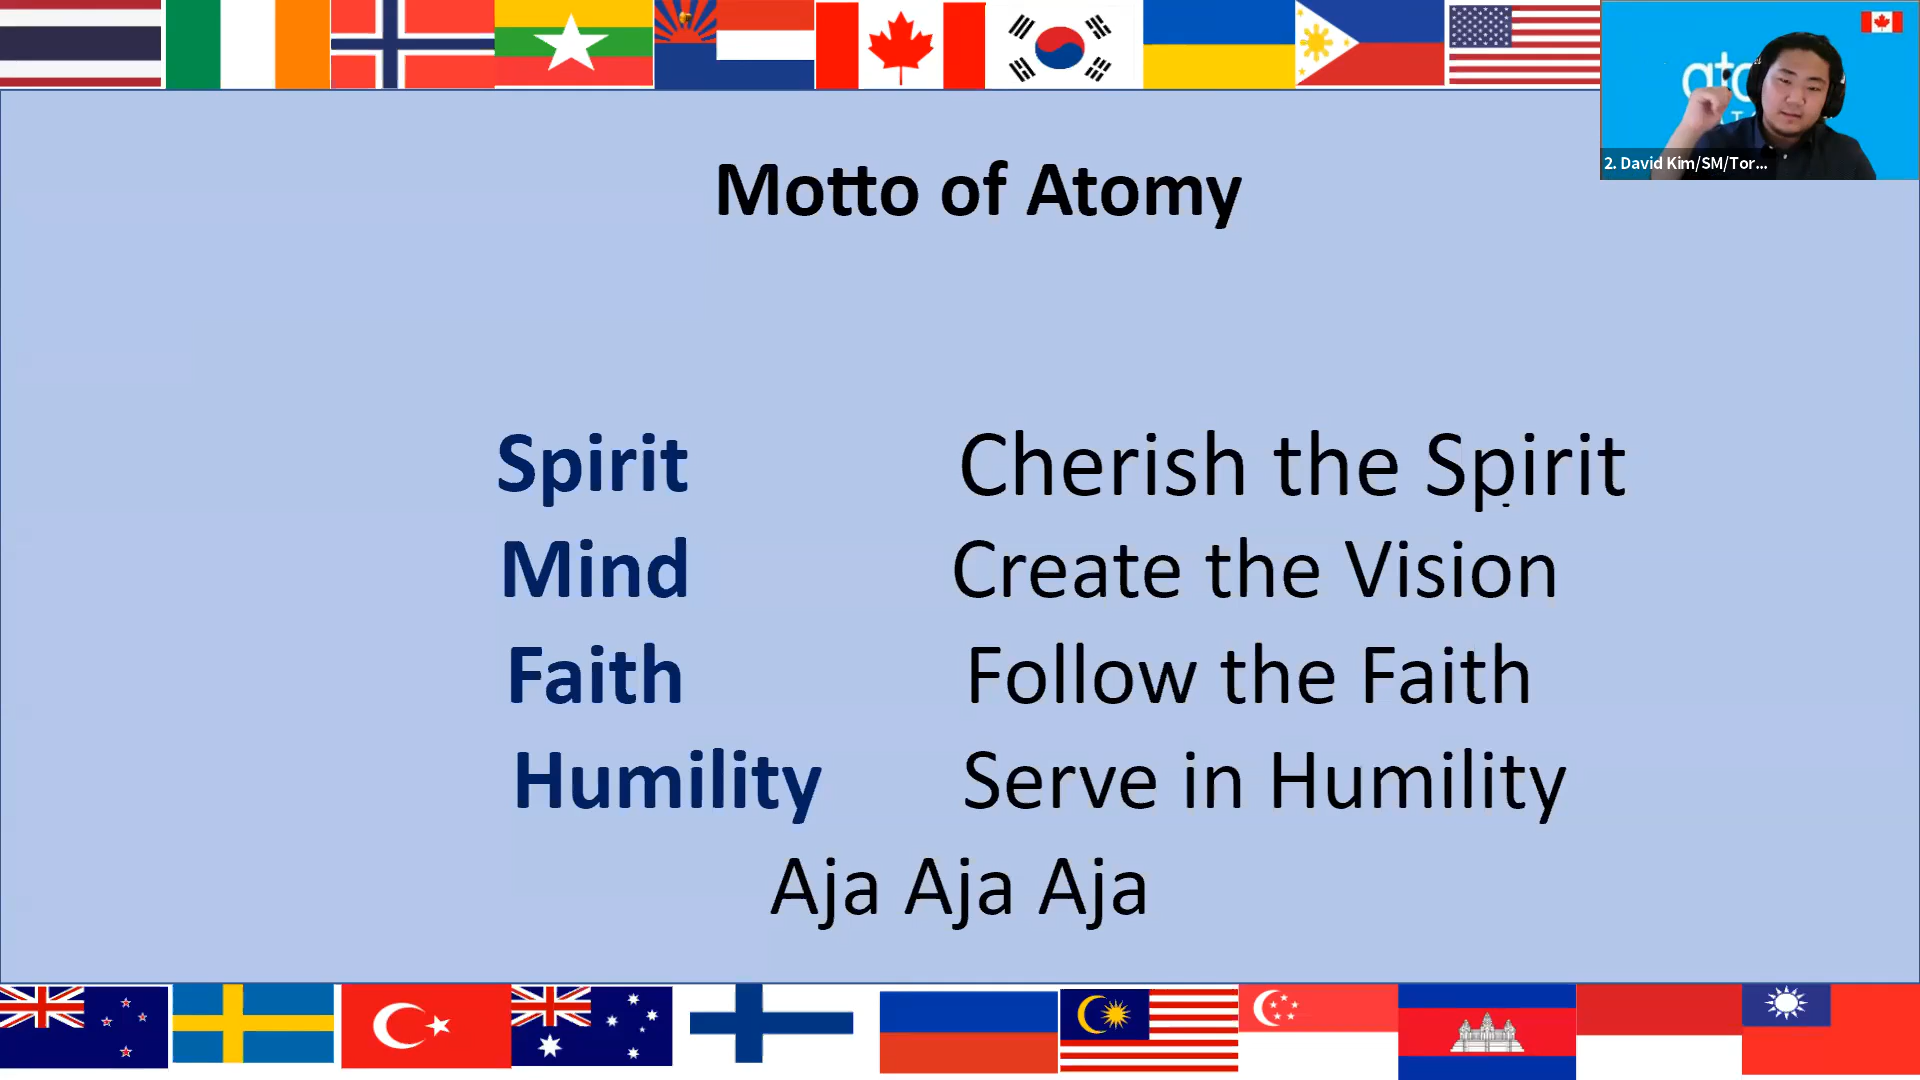 Motto of Atomy
Spirit Cherish the Spirit
Mind Create the Vision
Faith Follow the Faith
Humility Serve in Humility
Aja Aja Aja
2. David Kim/SM/Tor...